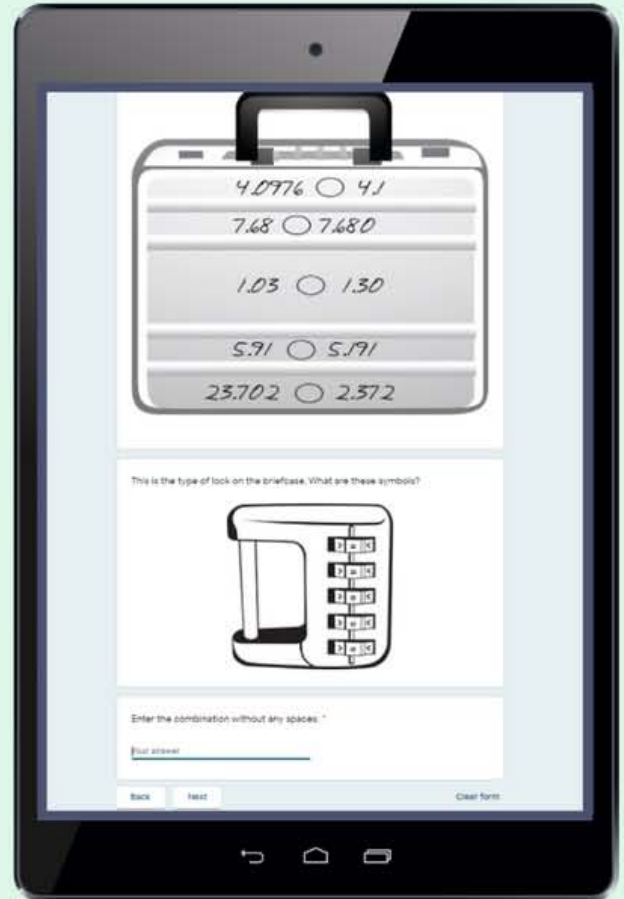 4.0976 ◯ 4.1
7.68 ◯ 7.680
1.03 ◯ 1.30
5.91 ◯ 5.191
23.702 ◯ 2.372
This is the type of lock on the briefcase. What are these symbols?
> = <
> = <
> = <
> = <
> = <
Enter the combination without any spaces. *
Your answer
Back Next Clear form